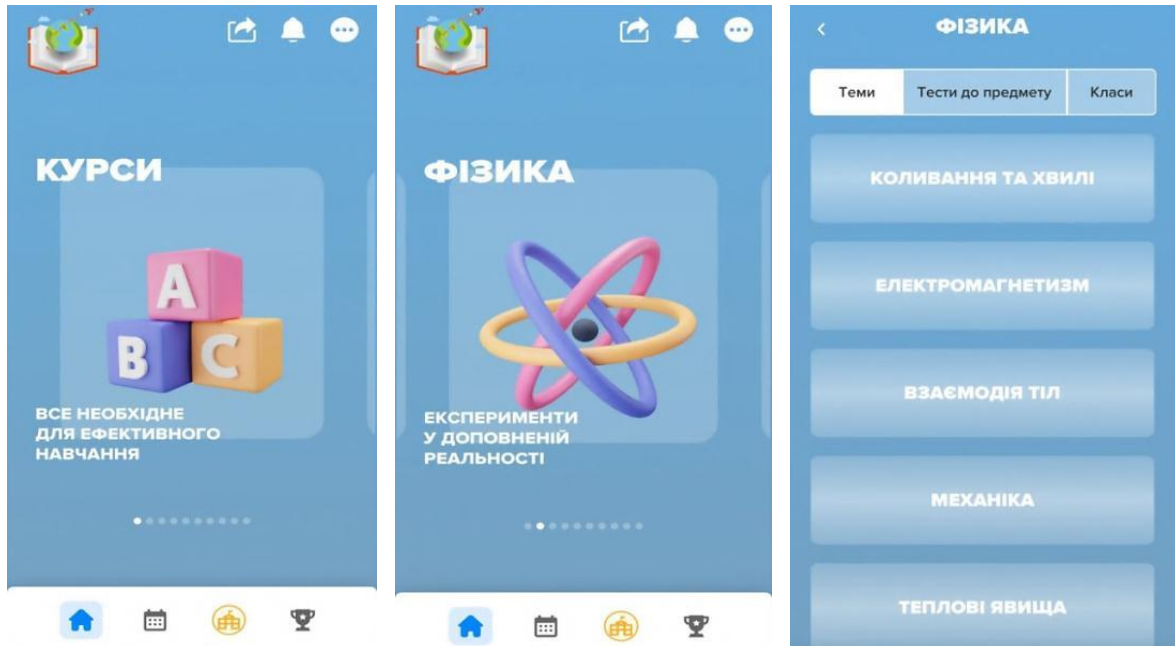 КУРСИ
A
B
C
ВСЕ НЕОБХІДНЕ
ДЛЯ ЕФЕКТИВНОГО
НАВЧАННЯ
ФІЗИКА
ЕКСПЕРИМЕНТИ
У ДОПОВНЕНІЙ
РЕАЛЬНОСТІ
ФІЗИКА
Теми
Тести до предмету
Класи
КОЛИВАННЯ ТА ХВИЛІ
ЕЛЕКТРОМАГНЕТИЗМ
ВЗАЄМОДІЯ ТІЛ
МЕХАНІКА
ТЕПЛОВІ ЯВИЩА